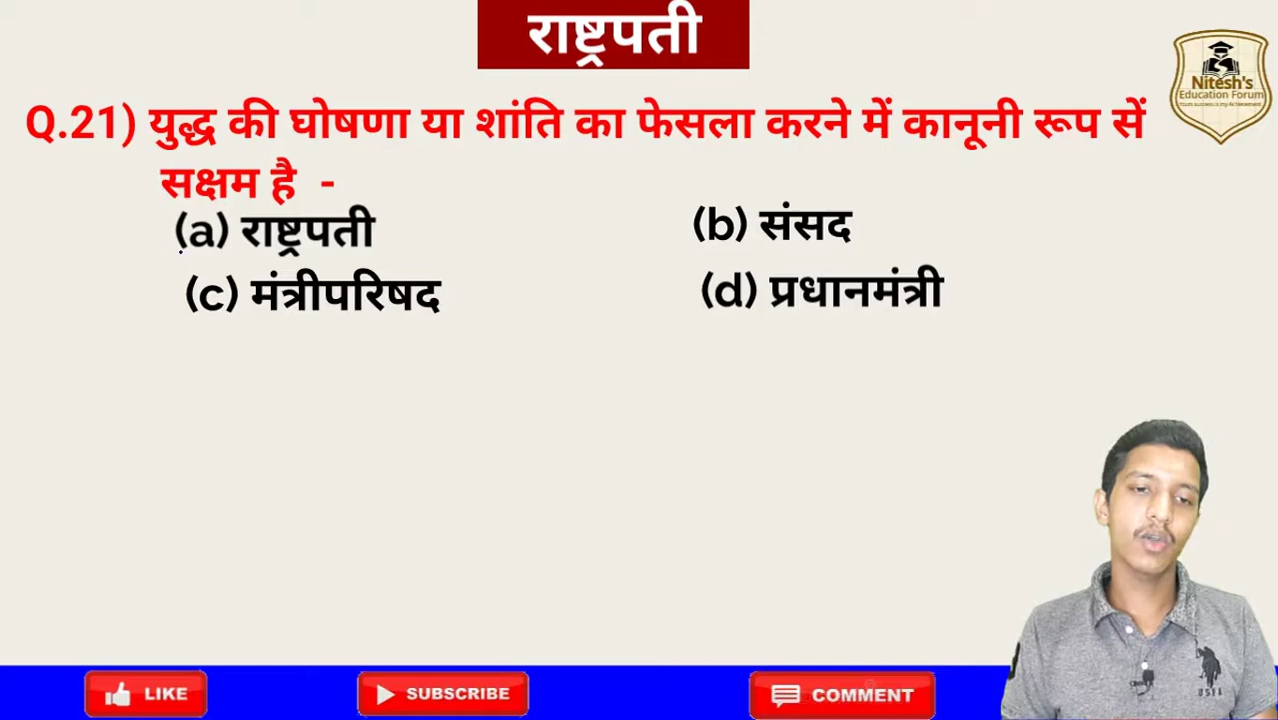 राष्ट्रपती
Nitesh's
Education Forum
Q.21) युद्ध की घोषणा या शांति का फेसला करने में कानूनी रूप सें
सक्षम है -
(a) राष्ट्रपती
(b) संसद
(c) मंत्रीपरिषद
(d) प्रधानमंत्री
LIKE
SUBSCRIBE
COMMENT